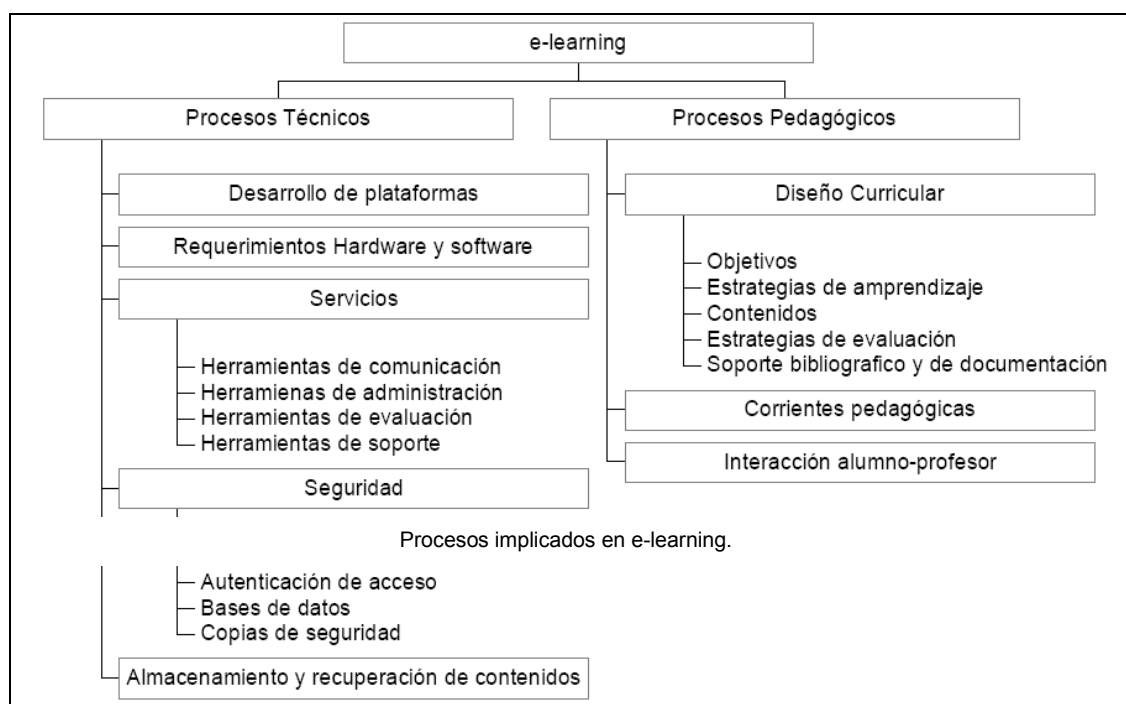 e-learning
Procesos Técnicos
Desarrollo de plataformas
Requerimientos Hardware y software
Servicios
Herramientas de comunicación
Herramienas de administración
Herramientas de evaluación
Herramientas de soporte
Seguridad
Autenticación de acceso
Bases de datos
Copias de seguridad
Almacenamiento y recuperación de contenidos
Procesos Pedagógicos
Diseño Curricular
Objetivos
Estrategias de amprendizaje
Contenidos
Estrategias de evaluación
Soporte bibliografico y de documentación
Corrientes pedagógicas
Interacción alumno-profesor
Procesos implicados en e-learning.